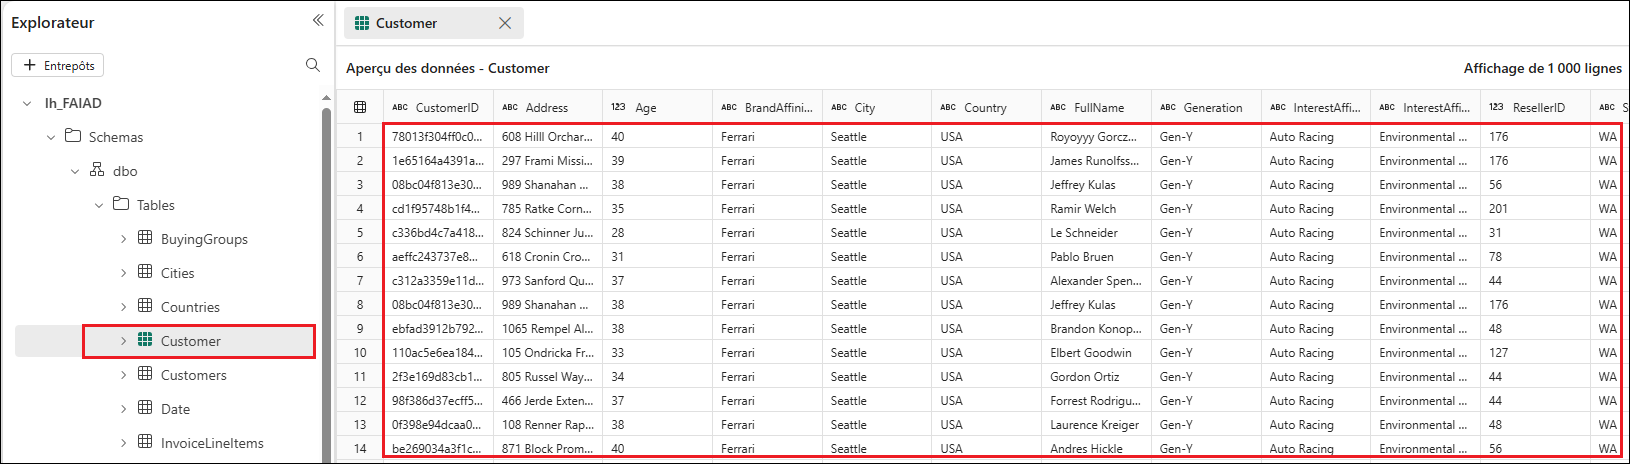 Explorateur
Entrepôts
lh_FAIAD
Schemas
dbo
Tables
BuyingGroups
Cities
Countries
Customer
Customers
Date
InvoiceLineItems
Customer
Aperçu des données - Customer Affichage de 1 000 lignes
ABC CustomerID ABC Address 123 Age ABC BrandAffini... ABC City ABC Country ABC FullName ABC Generation ABC InterestAffi... ABC InterestAffi... 123 ResellerID ABC S
1 78013f304ff0c0... 608 Hilll Orchar... 40 Ferrari Seattle USA Royoyyy Gorcz... Gen-Y Auto Racing Environmental ... 176 WA
2 1e65164a4391a... 297 Frami Missi... 39 Ferrari Seattle USA James Runolfss... Gen-Y Auto Racing Environmental ... 176 WA
3 08bc04f813e30... 989 Shanahan ... 38 Ferrari Seattle USA Jeffrey Kulas Gen-Y Auto Racing Environmental ... 56 WA
4 cd1f95748b1f4... 785 Ratke Corn... 35 Ferrari Seattle USA Ramir Welch Gen-Y Auto Racing Environmental ... 201 WA
5 c336bd4c7a418... 824 Schinner Ju... 28 Ferrari Seattle USA Le Schneider Gen-Y Auto Racing Environmental ... 31 WA
6 aeffc243737e8... 618 Cronin Cro... 31 Ferrari Seattle USA Pablo Bruen Gen-Y Auto Racing Environmental ... 78 WA
7 c312a3359e11d... 973 Sanford Qu... 37 Ferrari Seattle USA Alexander Spen... Gen-Y Auto Racing Environmental ... 44 WA
8 08bc04f813e30... 989 Shanahan ... 38 Ferrari Seattle USA Jeffrey Kulas Gen-Y Auto Racing Environmental ... 176 WA
9 ebfad3912b792... 1065 Rempel Al... 38 Ferrari Seattle USA Brandon Konop... Gen-Y Auto Racing Environmental ... 48 WA
10 110ac5e6ea184... 105 Ondricka Fr... 33 Ferrari Seattle USA Elbert Goodwin Gen-Y Auto Racing Environmental ... 127 WA
11 2f3e169d83cb1... 805 Russel Way... 34 Ferrari Seattle USA Gordon Ortiz Gen-Y Auto Racing Environmental ... 44 WA
12 98f386d37ecff5... 466 Jerde Exten... 37 Ferrari Seattle USA Forrest Rodrigu... Gen-Y Auto Racing Environmental ... 44 WA
13 0f398e94dcaa0... 108 Renner Rap... 38 Ferrari Seattle USA Laurence Kreiger Gen-Y Auto Racing Environmental ... 48 WA
14 be269034a3f1c... 871 Block Prom... 40 Ferrari Seattle USA Andres Hickle Gen-Y Auto Racing Environmental ... 56 WA